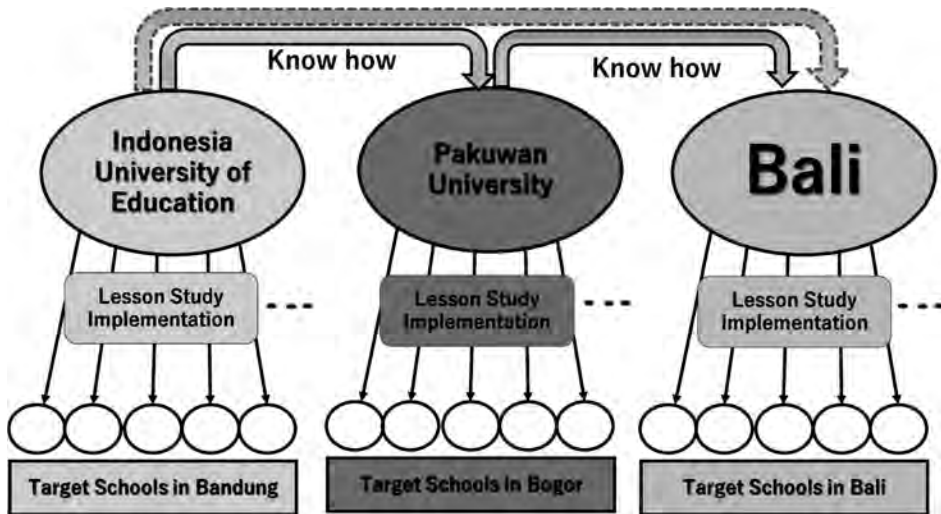 Know how
Know how
Indonesia
University of
Education
Pakuwan
University
Bali
Lesson Study
Implementation
Lesson Study
Implementation
Lesson Study
Implementation
Target Schools in Bandung
Target Schools in Bogor
Target Schools in Bali